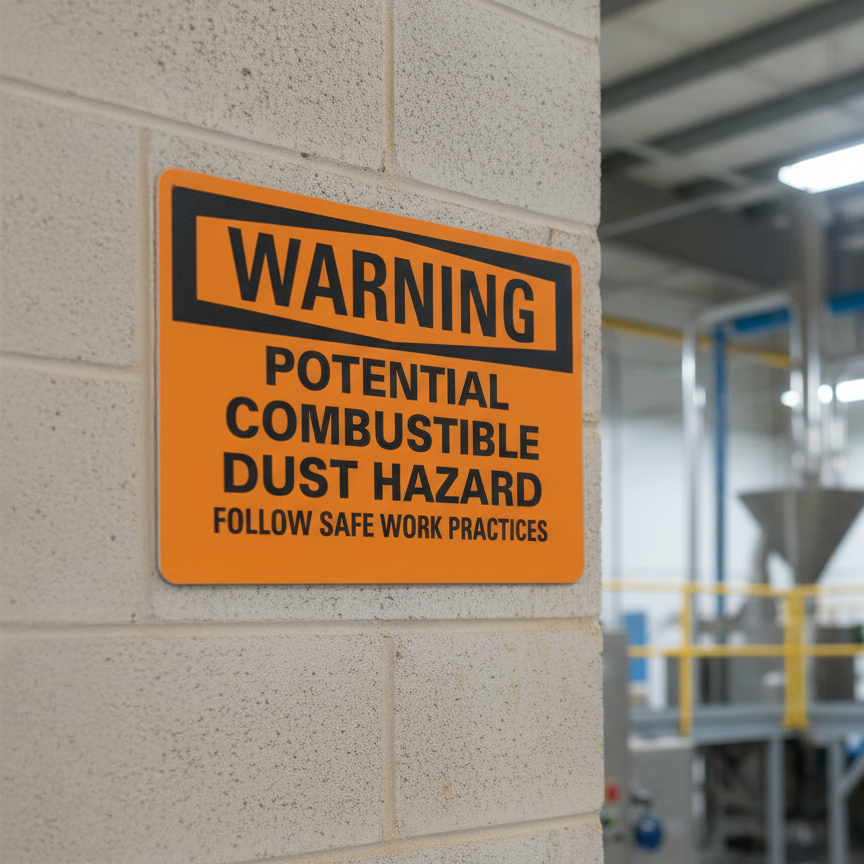 WARNING
POTENTIAL
COMBUSTIBLE
DUST HAZARD
FOLLOW SAFE WORK PRACTICES